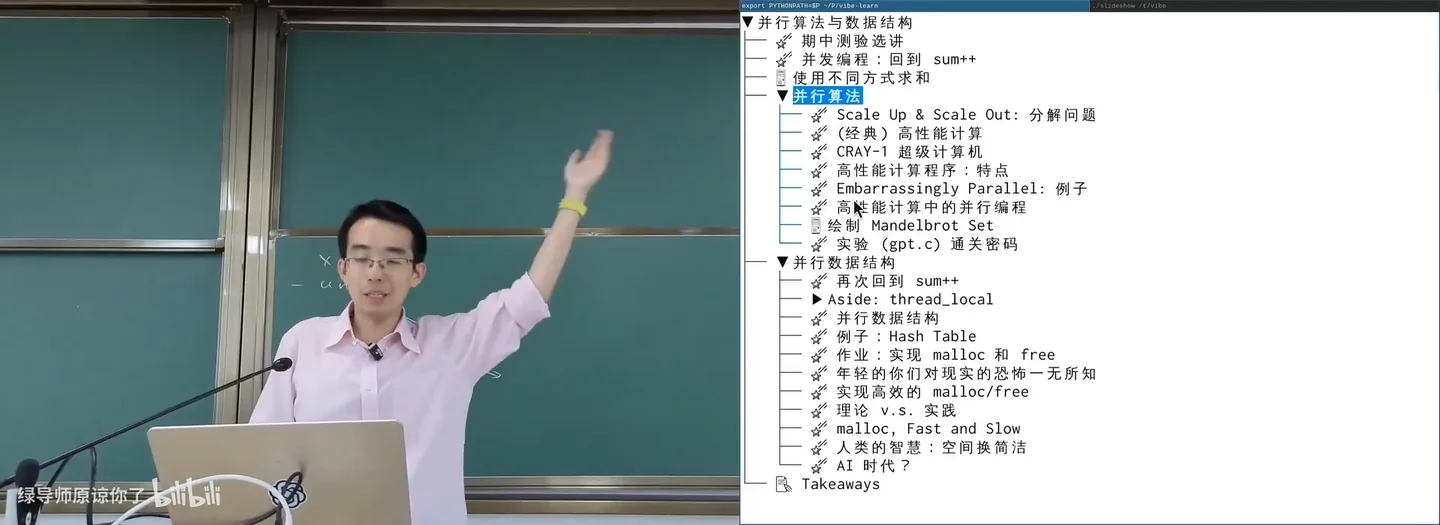 export PYTHONPATH=$P ~/P/vibe-learn
./slideshow /t/vibe
▼ 并行算法与数据结构
期中测验选讲
并发编程：回到 sum++
使用不同方式求和
▼ 并行算法
Scale Up & Scale Out: 分解问题
(经典) 高性能计算
CRAY-1 超级计算机
高性能计算程序：特点
Embarrassingly Parallel: 例子
高性能计算中的并行编程
绘制 Mandelbrot Set
实验 (gpt.c) 通关密码
▼ 并行数据结构
再次回到 sum++
▶ Aside: thread_local
并行数据结构
例子：Hash Table
作业：实现 malloc 和 free
年轻的你们对现实的恐怖一无所知
实现高效的 malloc/free
理论 v.s. 实践
malloc, Fast and Slow
人类的智慧：空间换简洁
AI 时代？
Takeaways
绿导师原谅你了 bilibili